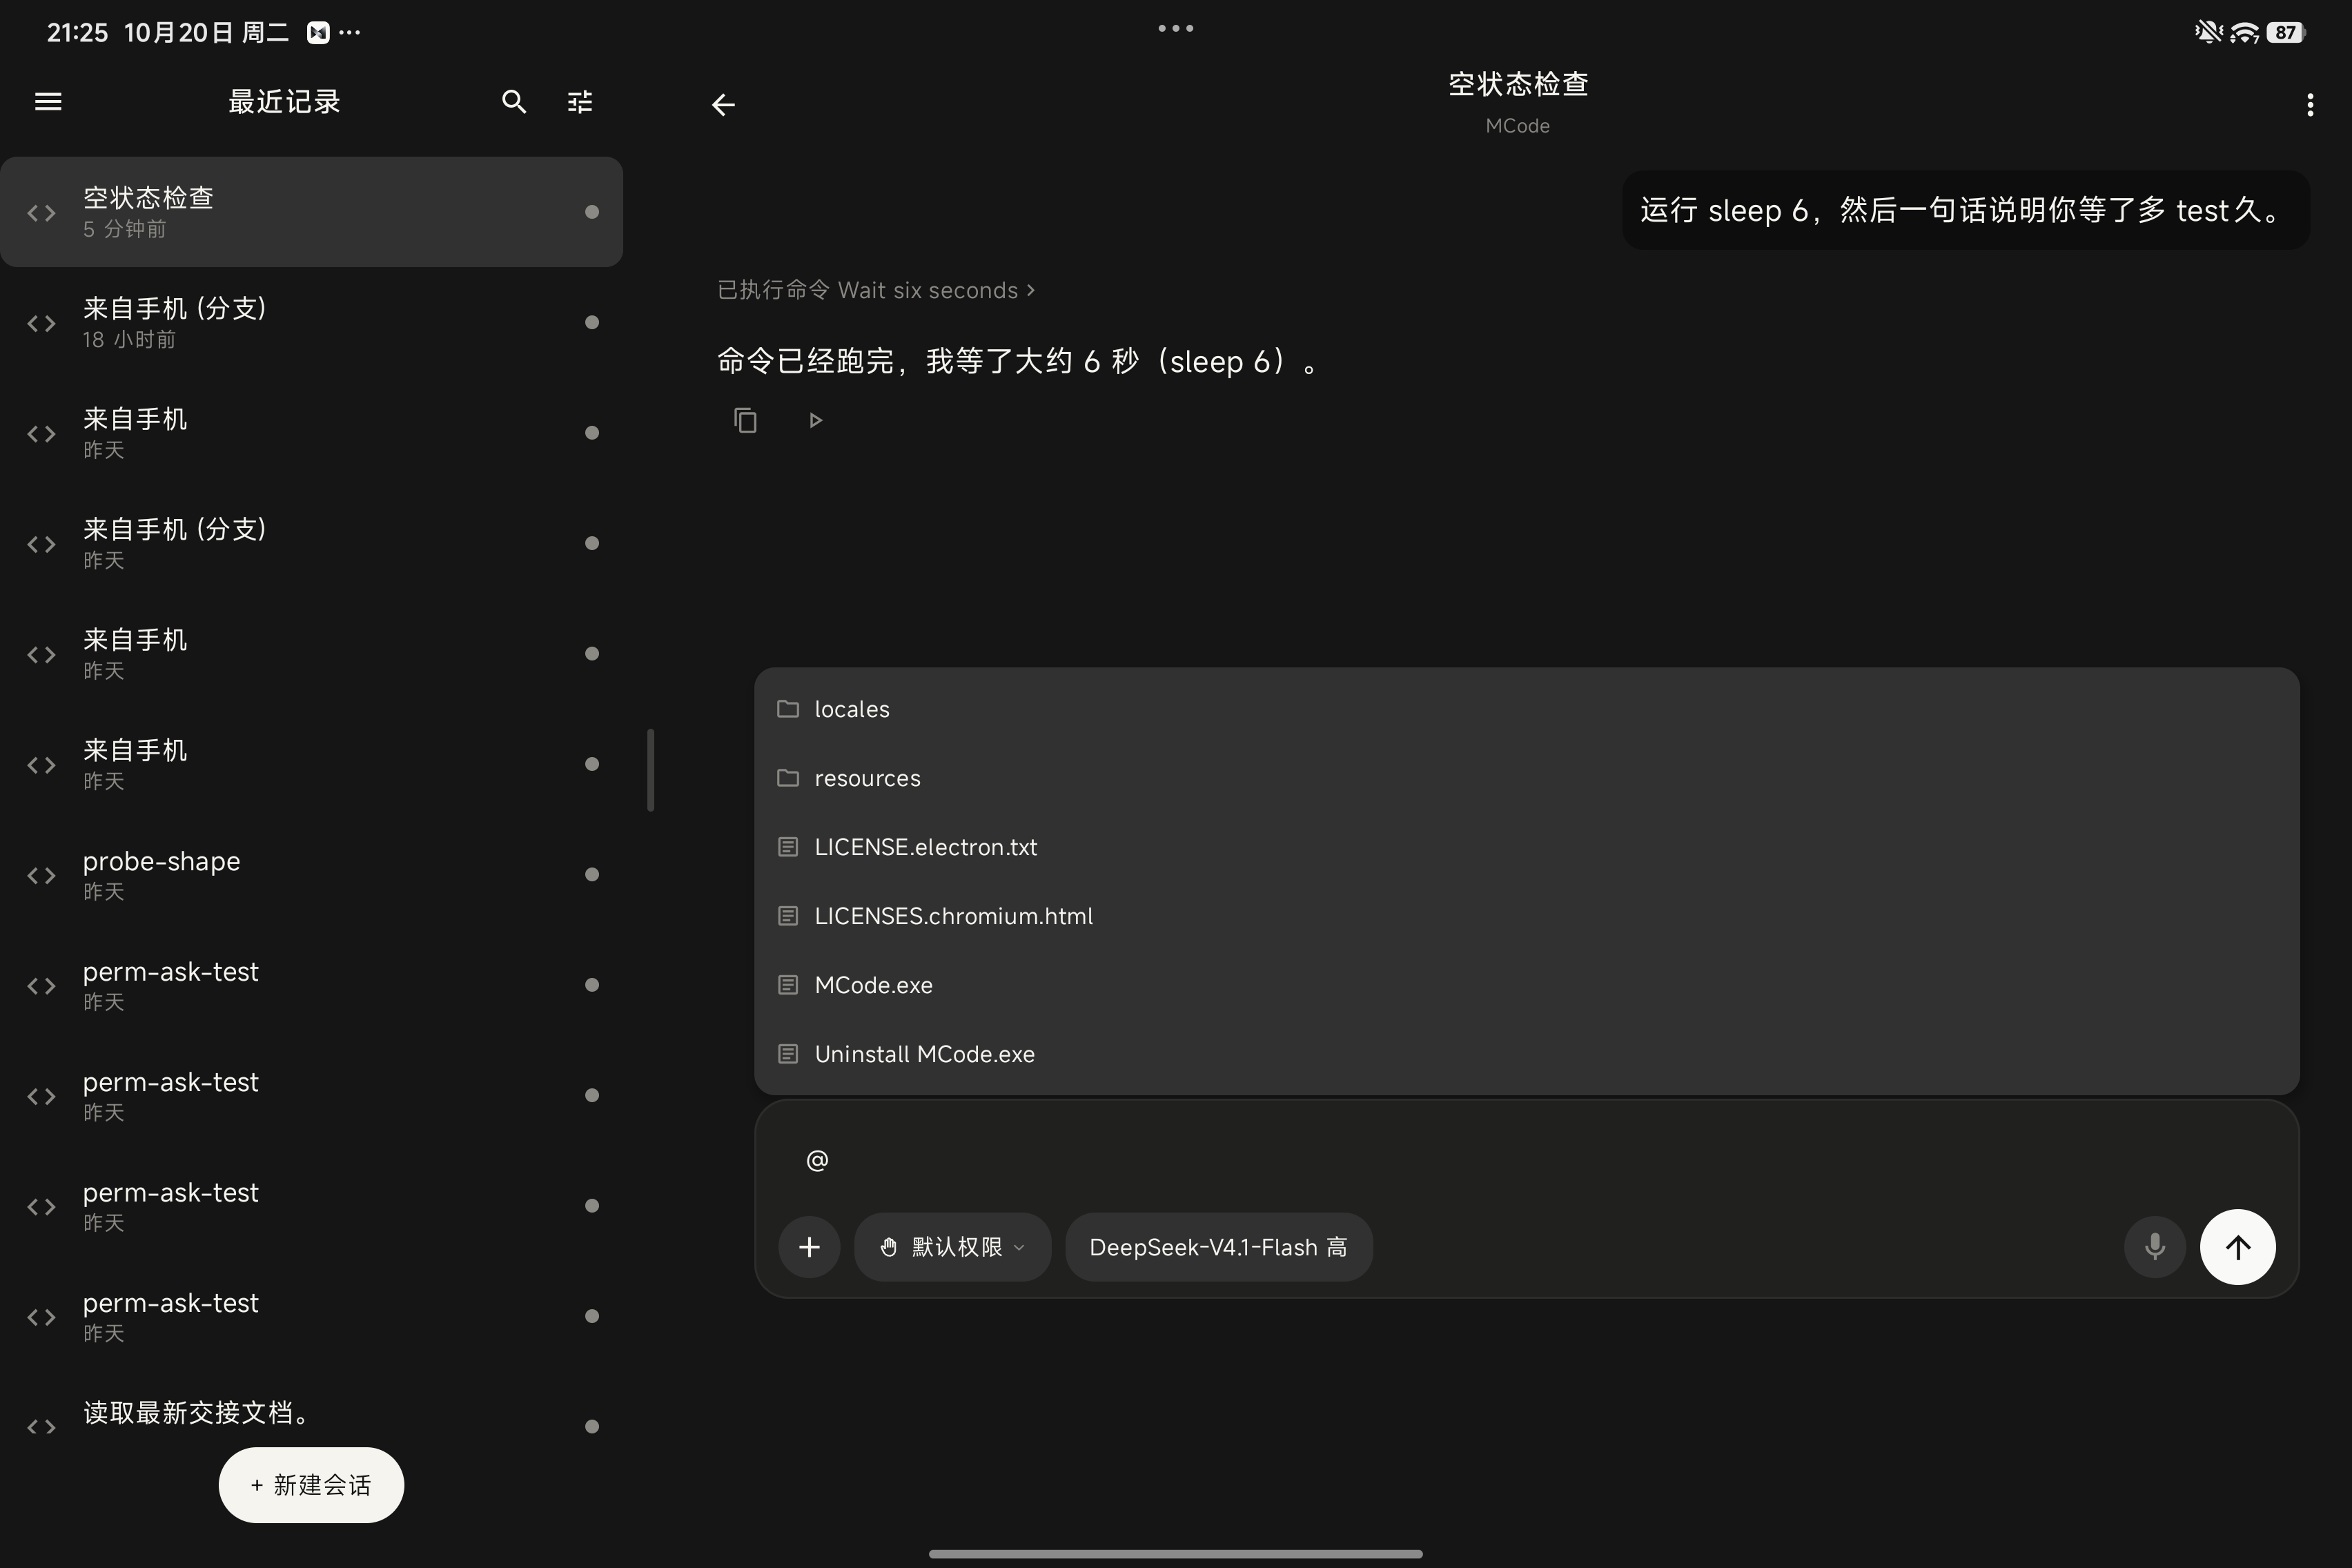 21:25 10月20日 周二
87
最近记录
空状态检查
5 分钟前
来自手机 (分支)
18 小时前
来自手机
昨天
来自手机 (分支)
昨天
来自手机
昨天
来自手机
昨天
probe-shape
昨天
perm-ask-test
昨天
perm-ask-test
昨天
perm-ask-test
昨天
perm-ask-test
昨天
读取最新交接文档。
+ 新建会话
空状态检查
MCode
运行 sleep 6，然后一句话说明你等了多 test久。
已执行命令 Wait six seconds
命令已经跑完，我等了大约 6 秒（sleep 6）。
locales
resources
LICENSE.electron.txt
LICENSES.chromium.html
MCode.exe
Uninstall MCode.exe
@
默认权限
DeepSeek-V4.1-Flash 高